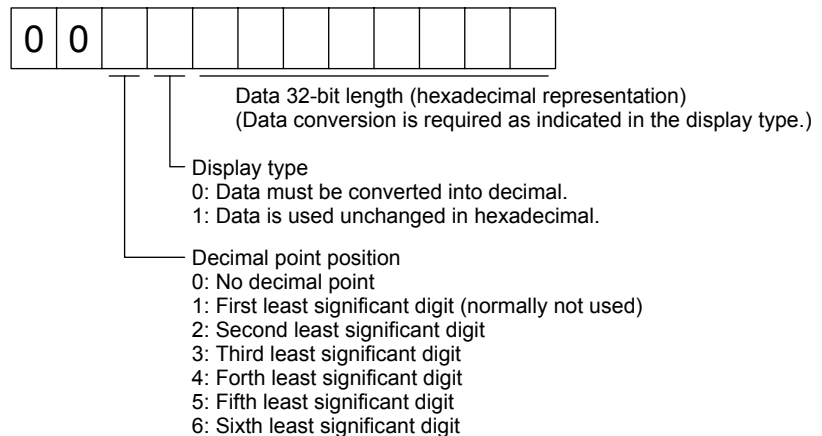 0 0
Data 32-bit length (hexadecimal representation)
(Data conversion is required as indicated in the display type.)
Display type
0: Data must be converted into decimal.
1: Data is used unchanged in hexadecimal.
Decimal point position
0: No decimal point
1: First least significant digit (normally not used)
2: Second least significant digit
3: Third least significant digit
4: Forth least significant digit
5: Fifth least significant digit
6: Sixth least significant digit